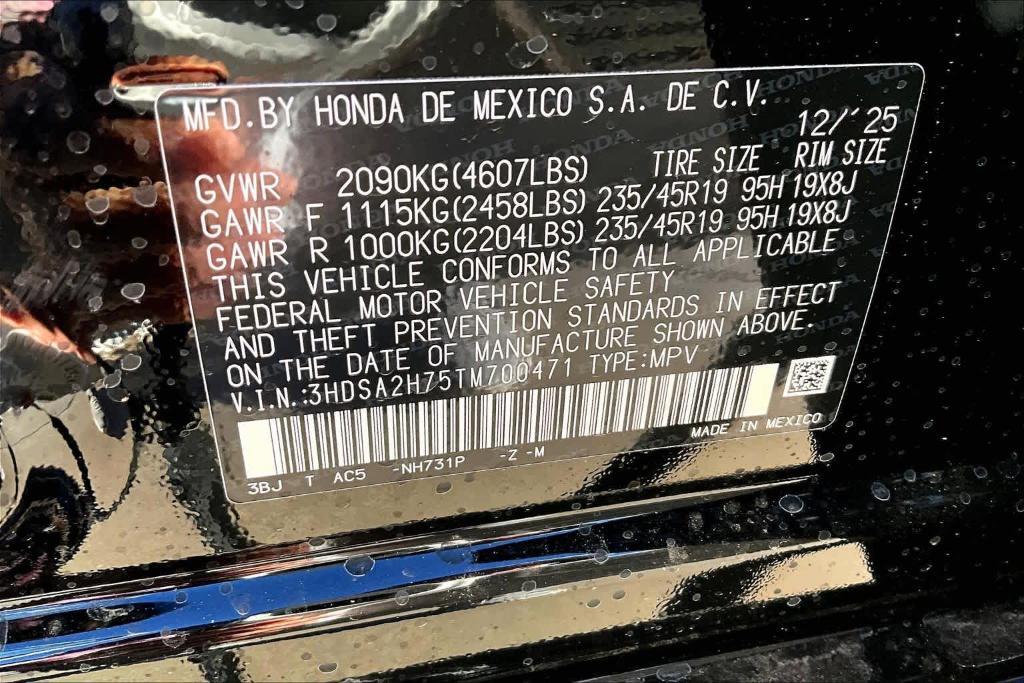 MFD.BY HONDA DE MEXICO S.A. DE C.V.
12/'25
GVWR 2090KG(4607LBS) TIRE SIZE RIM SIZE
GAWR F 1115KG(2458LBS) 235/45R19 95H 19X8J
GAWR R 1000KG(2204LBS) 235/45R19 95H 19X8J
THIS VEHICLE CONFORMS TO ALL APPLICABLE
FEDERAL MOTOR VEHICLE SAFETY
AND THEFT PREVENTION STANDARDS IN EFFECT
ON THE DATE OF MANUFACTURE SHOWN ABOVE.
V.I.N.:3HDSA2H75TM700471 TYPE:MPV
MADE IN MEXICO
3BJ T AC5 -NH731P -Z -M